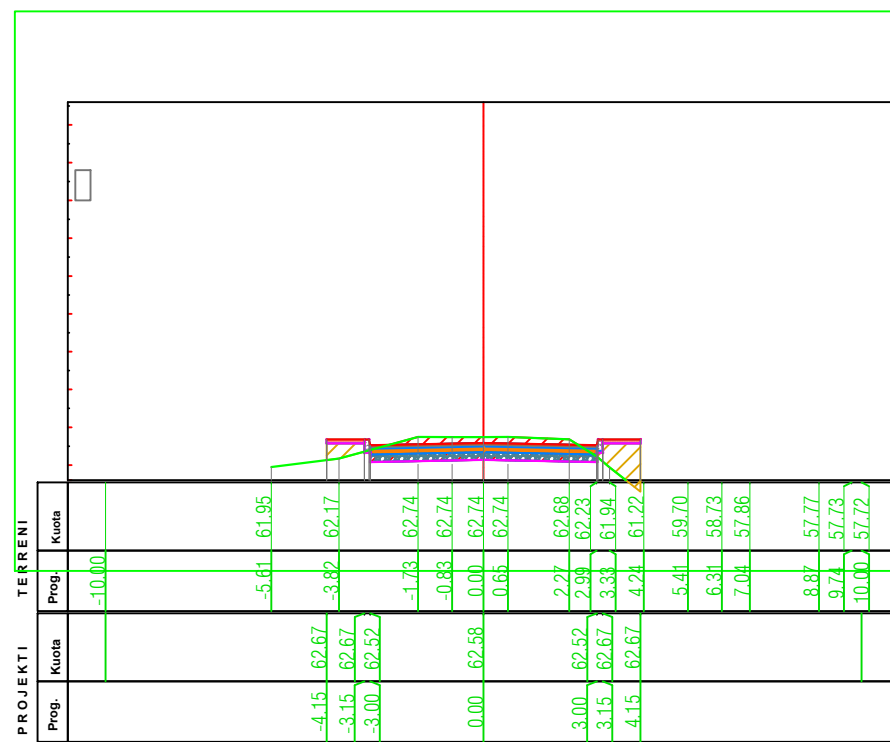 TERRENI
Kuota
61.95 62.17 62.74 62.74 62.74 62.74 62.68 62.23 61.94 61.22 59.70 58.73 57.86 57.77 57.73 57.72
Prog.
-10.00 -5.61 -3.82 -1.73 -0.83 0.00 0.65 2.27 2.99 3.33 4.24 5.41 6.31 7.04 8.87 9.74 10.00
PROJEKTI
Kuota
62.67 62.67 62.52 62.58 62.52 62.67 62.67
Prog.
-4.15 -3.15 -3.00 0.00 3.00 3.15 4.15